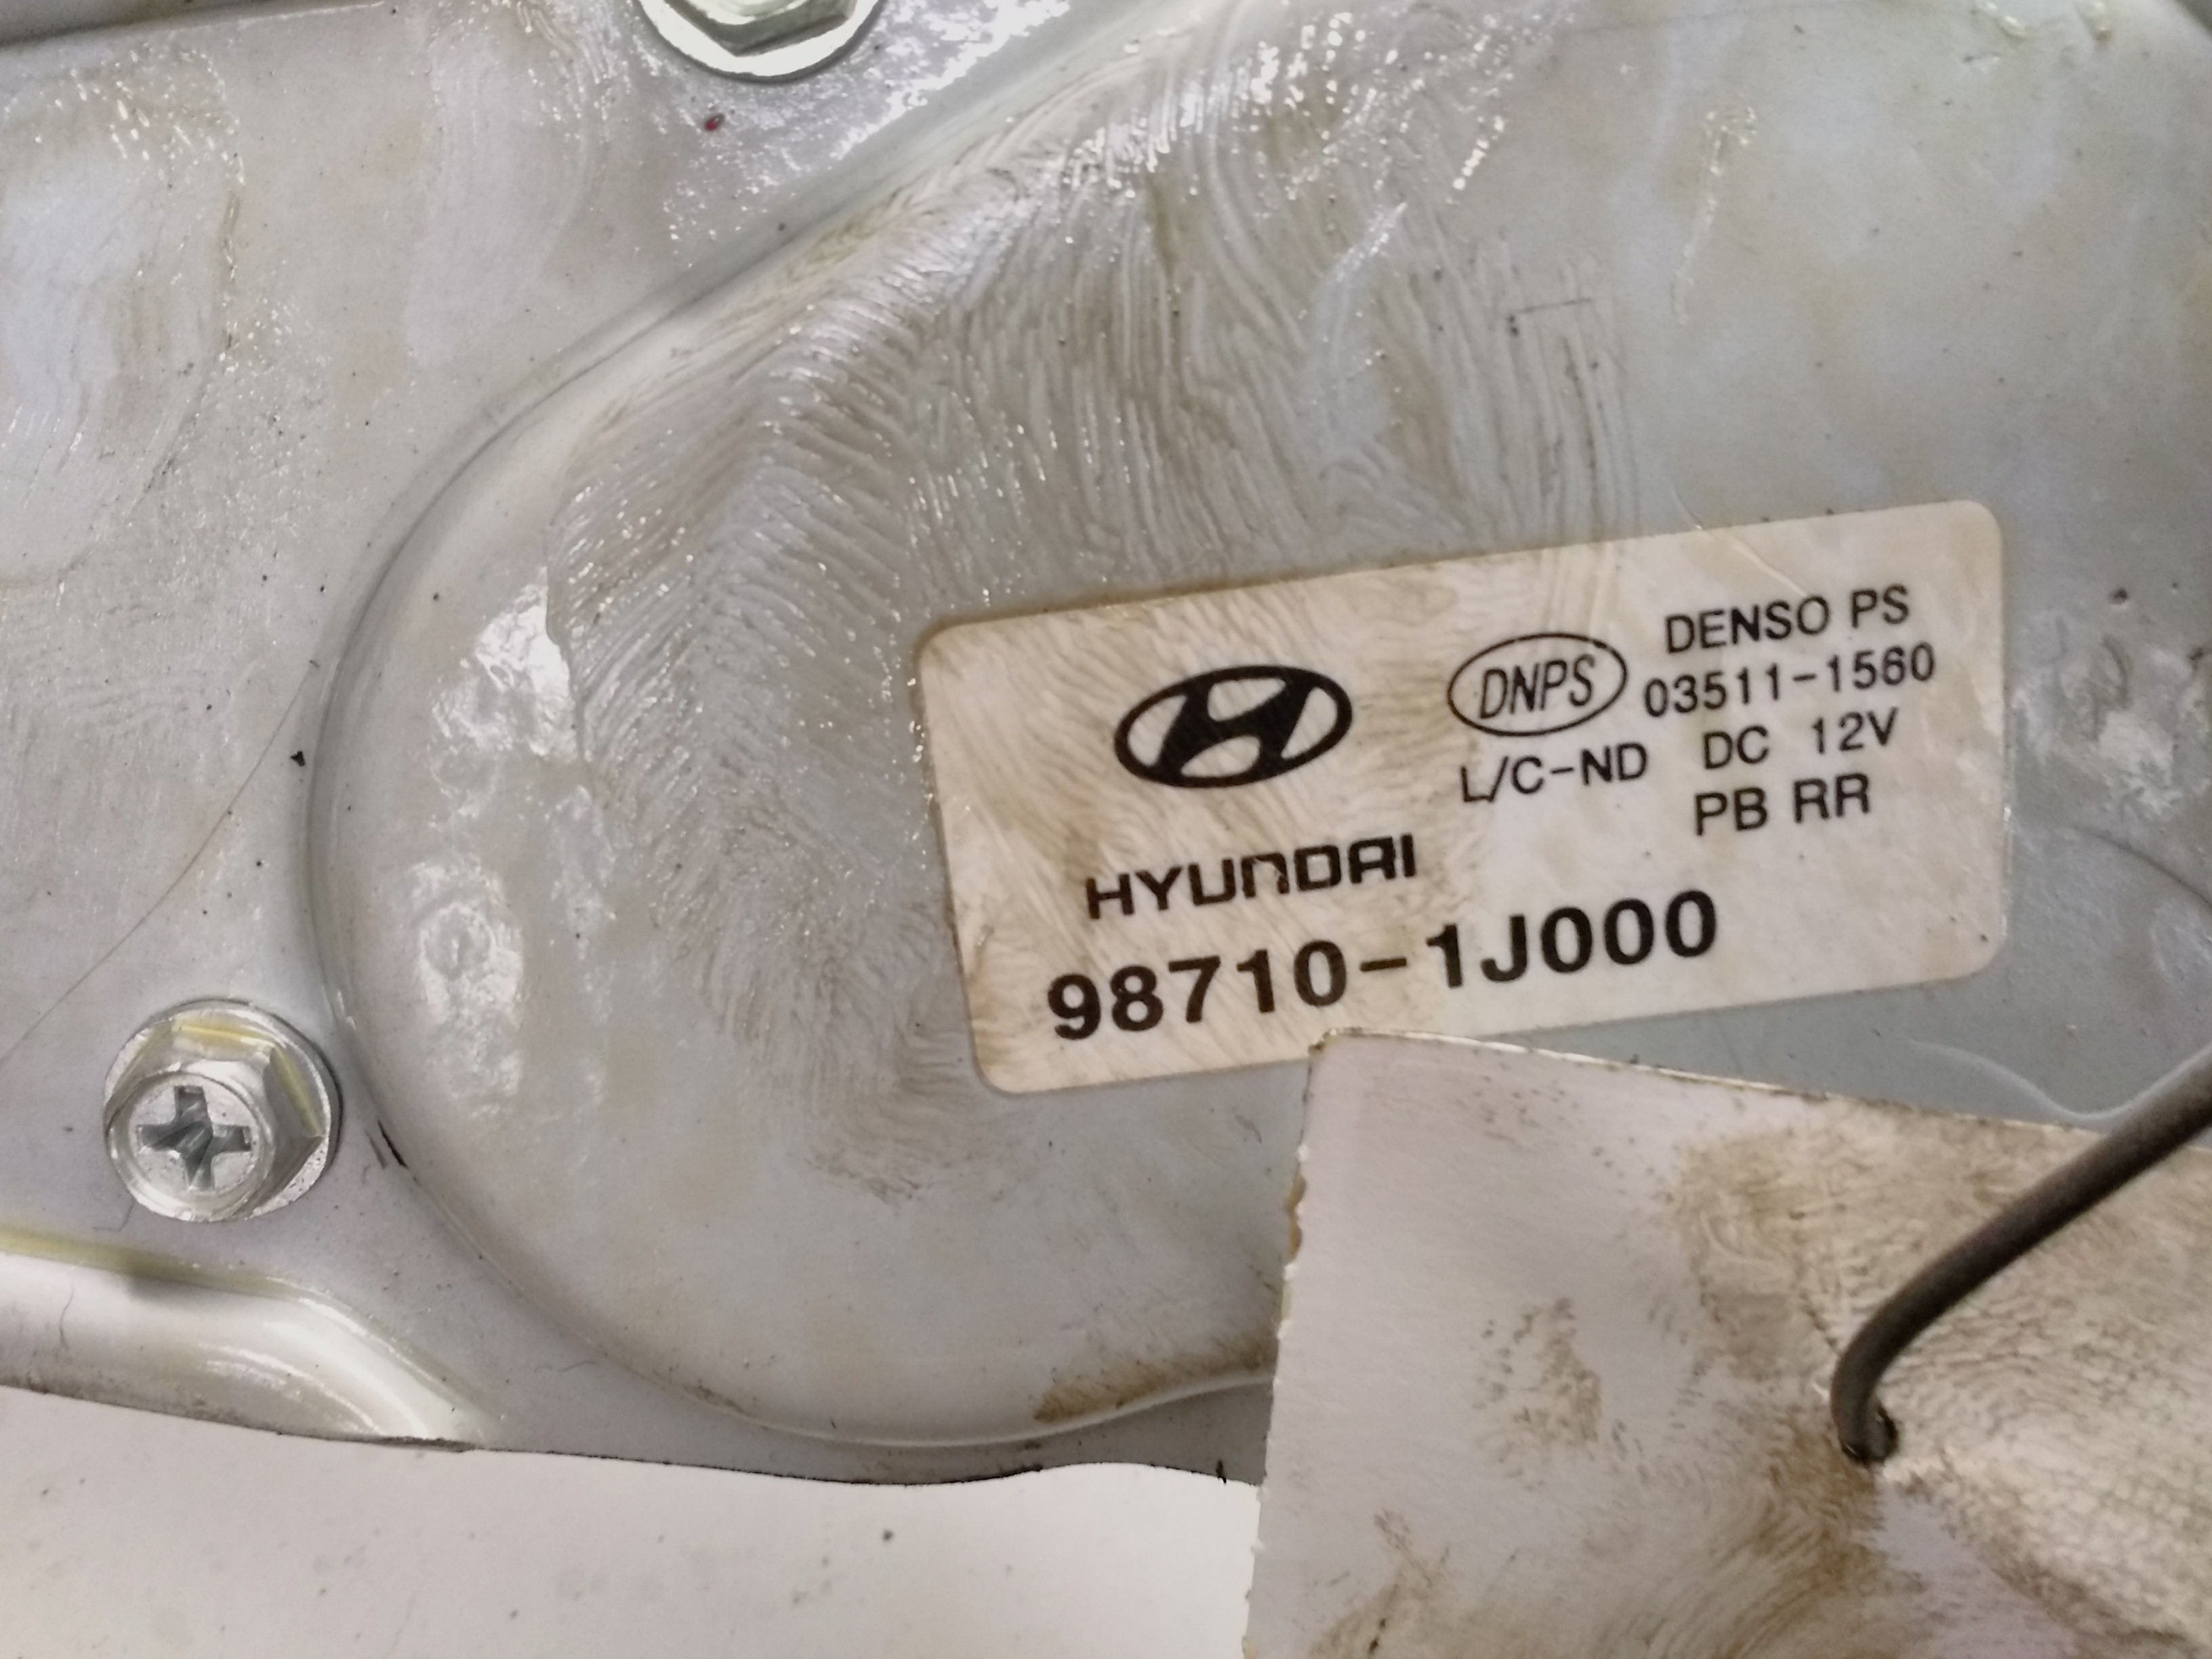 DENSO PS
DNPS 03511-1560
L/C-ND DC 12V
PB RR
HYUNDAI
98710-1J000